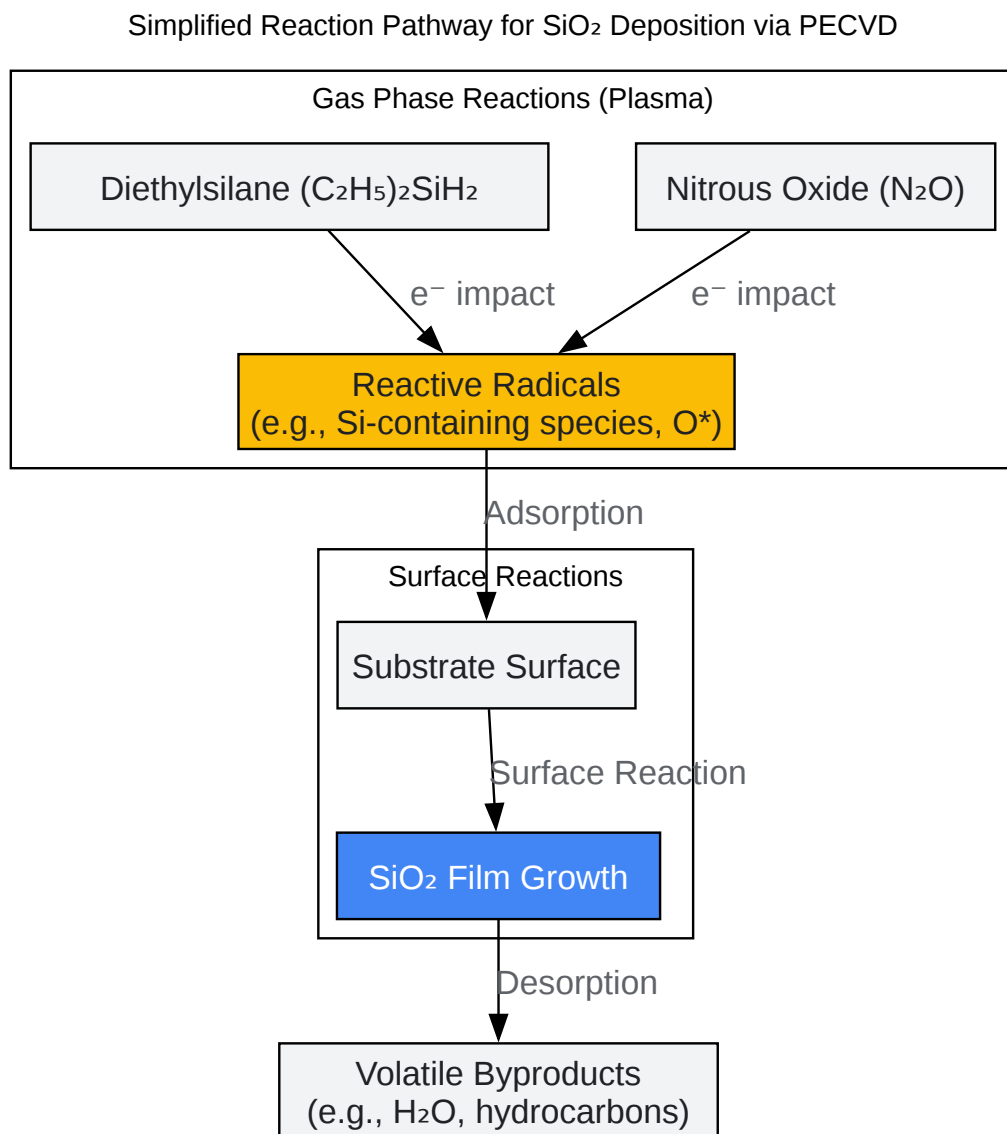 Simplified Reaction Pathway for SiO₂ Deposition via PECVD
Gas Phase Reactions (Plasma)
Diethylsilane (C₂H₅)₂SiH₂
Nitrous Oxide (N₂O)
e⁻ impact
e⁻ impact
Reactive Radicals
(e.g., Si-containing species, O*)
Adsorption
Surface Reactions
Substrate Surface
Surface Reaction
SiO₂ Film Growth
Desorption
Volatile Byproducts
(e.g., H₂O, hydrocarbons)